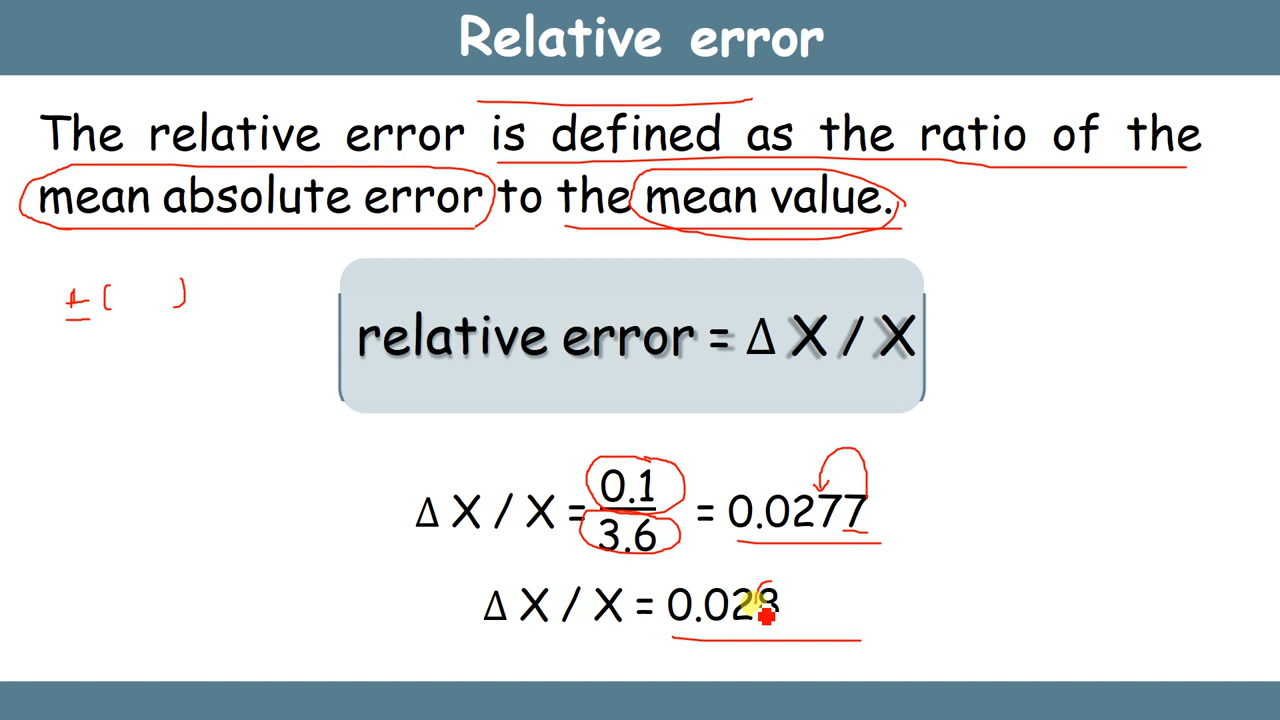 Relative error
The relative error is defined as the ratio of the
mean absolute error to the mean value.
± ( )
relative error = Δ X / X
Δ X / X = 0.1/3.6 = 0.0277
Δ X / X = 0.028